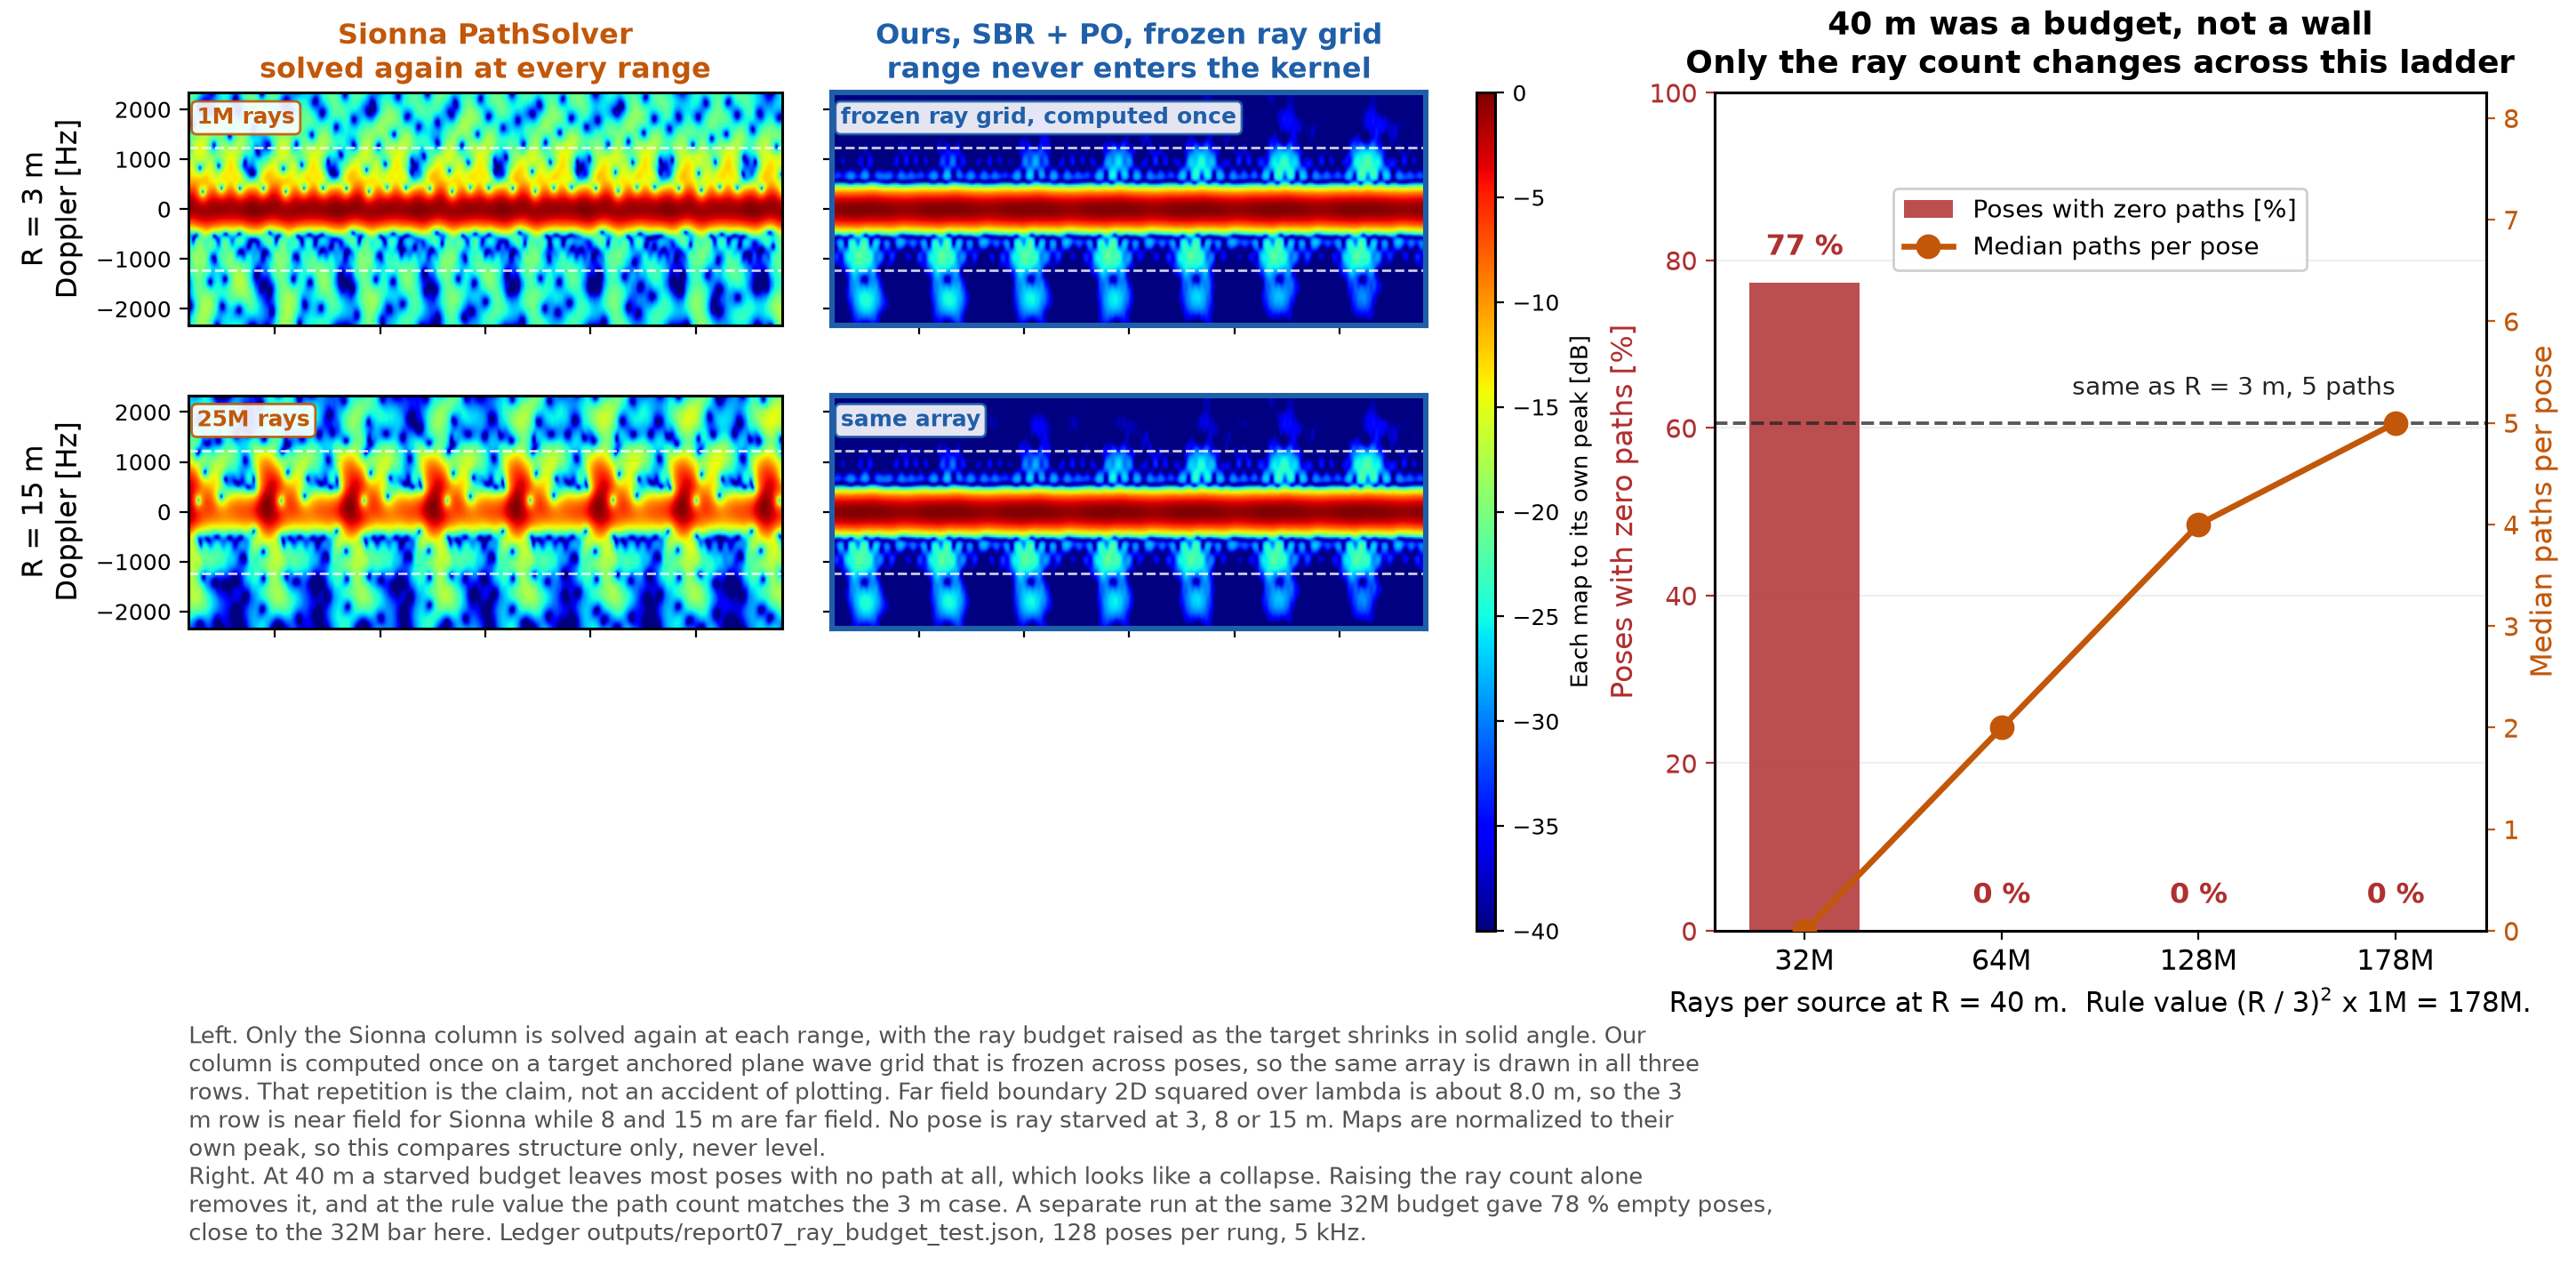 Sionna PathSolver
solved again at every range
Ours, SBR + PO, frozen ray grid
range never enters the kernel
40 m was a budget, not a wall
Only the ray count changes across this ladder
R = 3 m
Doppler [Hz]
2000
1000
0
−1000
−2000
1M rays
frozen ray grid, computed once
R = 15 m
Doppler [Hz]
2000
1000
0
−1000
−2000
25M rays
same array
0
−5
−10
−15
−20
−25
−30
−35
−40
Each map to its own peak [dB]
Poses with zero paths [%]
100
80
60
40
20
0
Poses with zero paths [%]
Median paths per pose
77 %
same as R = 3 m, 5 paths
0 %
0 %
0 %
8
7
6
5
4
3
2
1
0
Median paths per pose
32M
64M
128M
178M
Rays per source at R = 40 m.  Rule value (R / 3)² x 1M = 178M.
Left. Only the Sionna column is solved again at each range, with the ray budget raised as the target shrinks in solid angle. Our
column is computed once on a target anchored plane wave grid that is frozen across poses, so the same array is drawn in all three
rows. That repetition is the claim, not an accident of plotting. Far field boundary 2D squared over lambda is about 8.0 m, so the 3
m row is near field for Sionna while 8 and 15 m are far field. No pose is ray starved at 3, 8 or 15 m. Maps are normalized to their
own peak, so this compares structure only, never level.
Right. At 40 m a starved budget leaves most poses with no path at all, which looks like a collapse. Raising the ray count alone
removes it, and at the rule value the path count matches the 3 m case. A separate run at the same 32M budget gave 78 % empty poses,
close to the 32M bar here. Ledger outputs/report07_ray_budget_test.json, 128 poses per rung, 5 kHz.